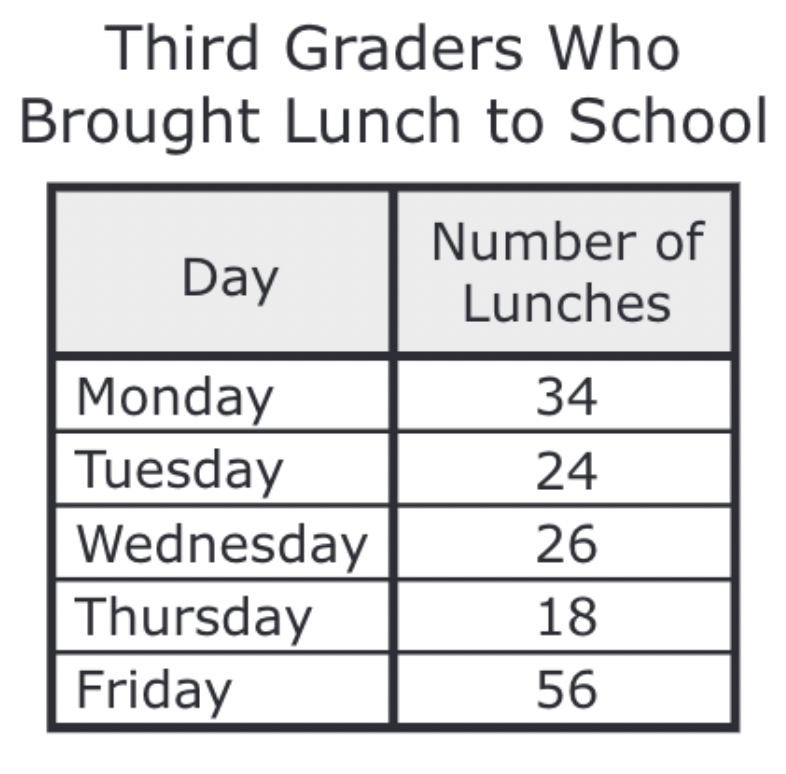 Third Graders Who
Brought Lunch to School
Day
Number of
Lunches
Monday 34
Tuesday 24
Wednesday 26
Thursday 18
Friday 56